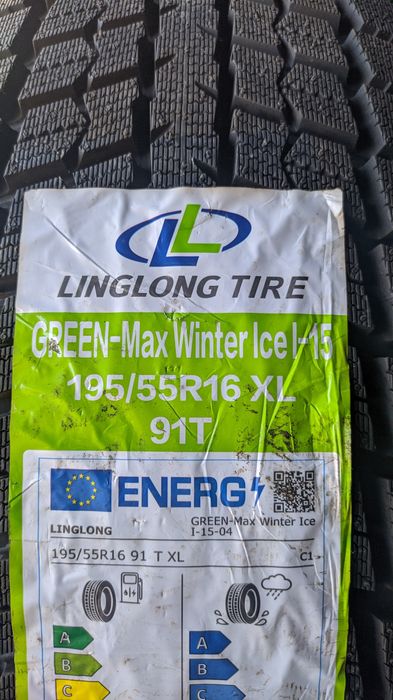 LINGLONG TIRE
GREEN-Max Winter Ice I-15
195/55R16 XL
91T
ENERG
LINGLONG
GREEN-Max Winter Ice
I-15-04
195/55R16 91 T XL
C1
A
A
B
B
C
C